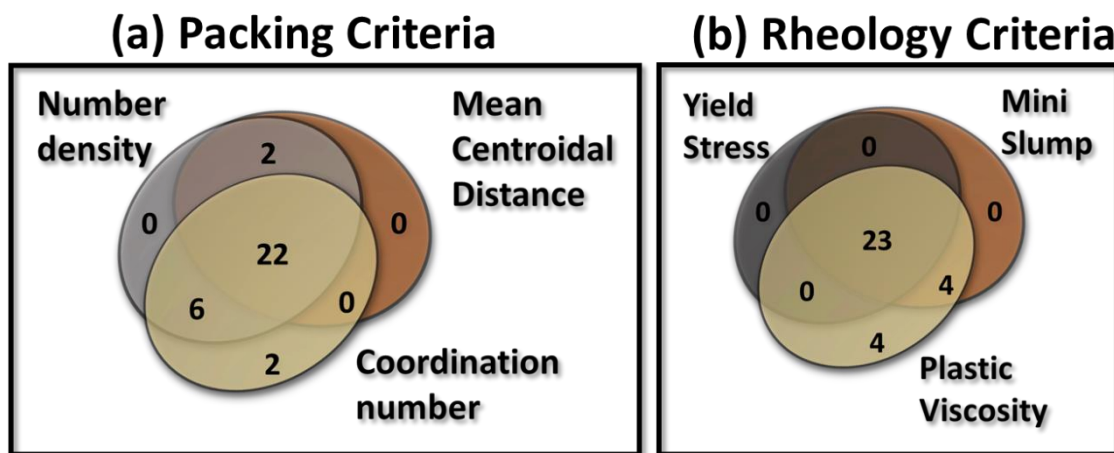 (a) Packing Criteria
Number
density
Mean
Centroidal
Distance
2
0
0
22
6
0
2
Coordination
number
(b) Rheology Criteria
Yield
Stress
Mini
Slump
0
0
0
23
0
4
4
Plastic
Viscosity